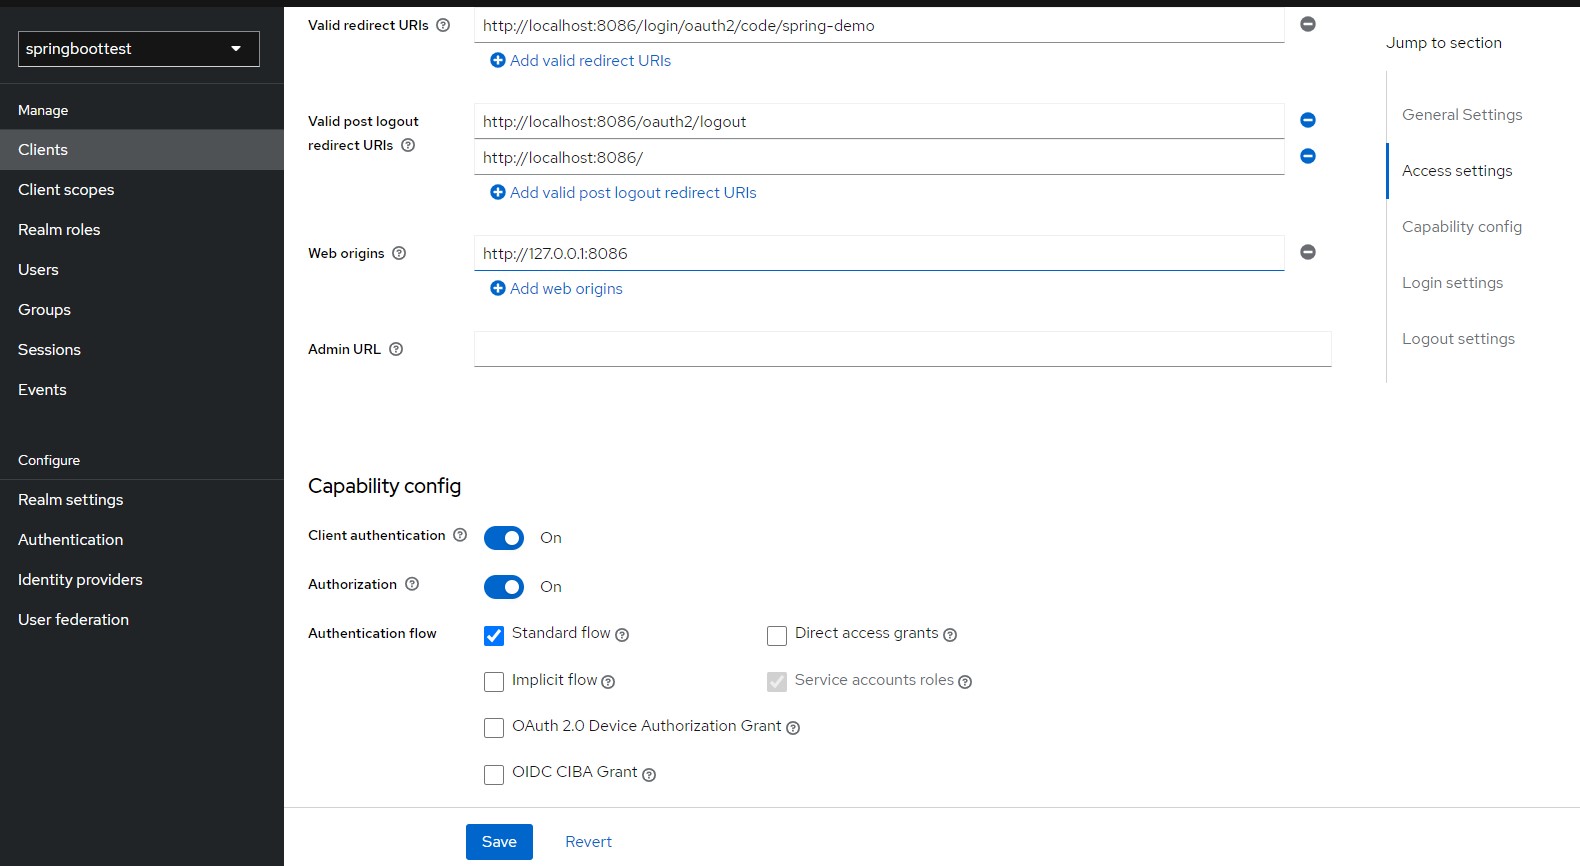 springboottest
Manage
Clients
Client scopes
Realm roles
Users
Groups
Sessions
Events
Configure
Realm settings
Authentication
Identity providers
User federation
Valid redirect URIs
http://localhost:8086/login/oauth2/code/spring-demo
Add valid redirect URIs
Valid post logout
redirect URIs
http://localhost:8086/oauth2/logout
http://localhost:8086/
Add valid post logout redirect URIs
Web origins
http://127.0.0.1:8086
Add web origins
Admin URL
Capability config
Client authentication
On
Authorization
On
Authentication flow
Standard flow
Direct access grants
Implicit flow
Service accounts roles
OAuth 2.0 Device Authorization Grant
OIDC CIBA Grant
Save
Revert
Jump to section
General Settings
Access settings
Capability config
Login settings
Logout settings